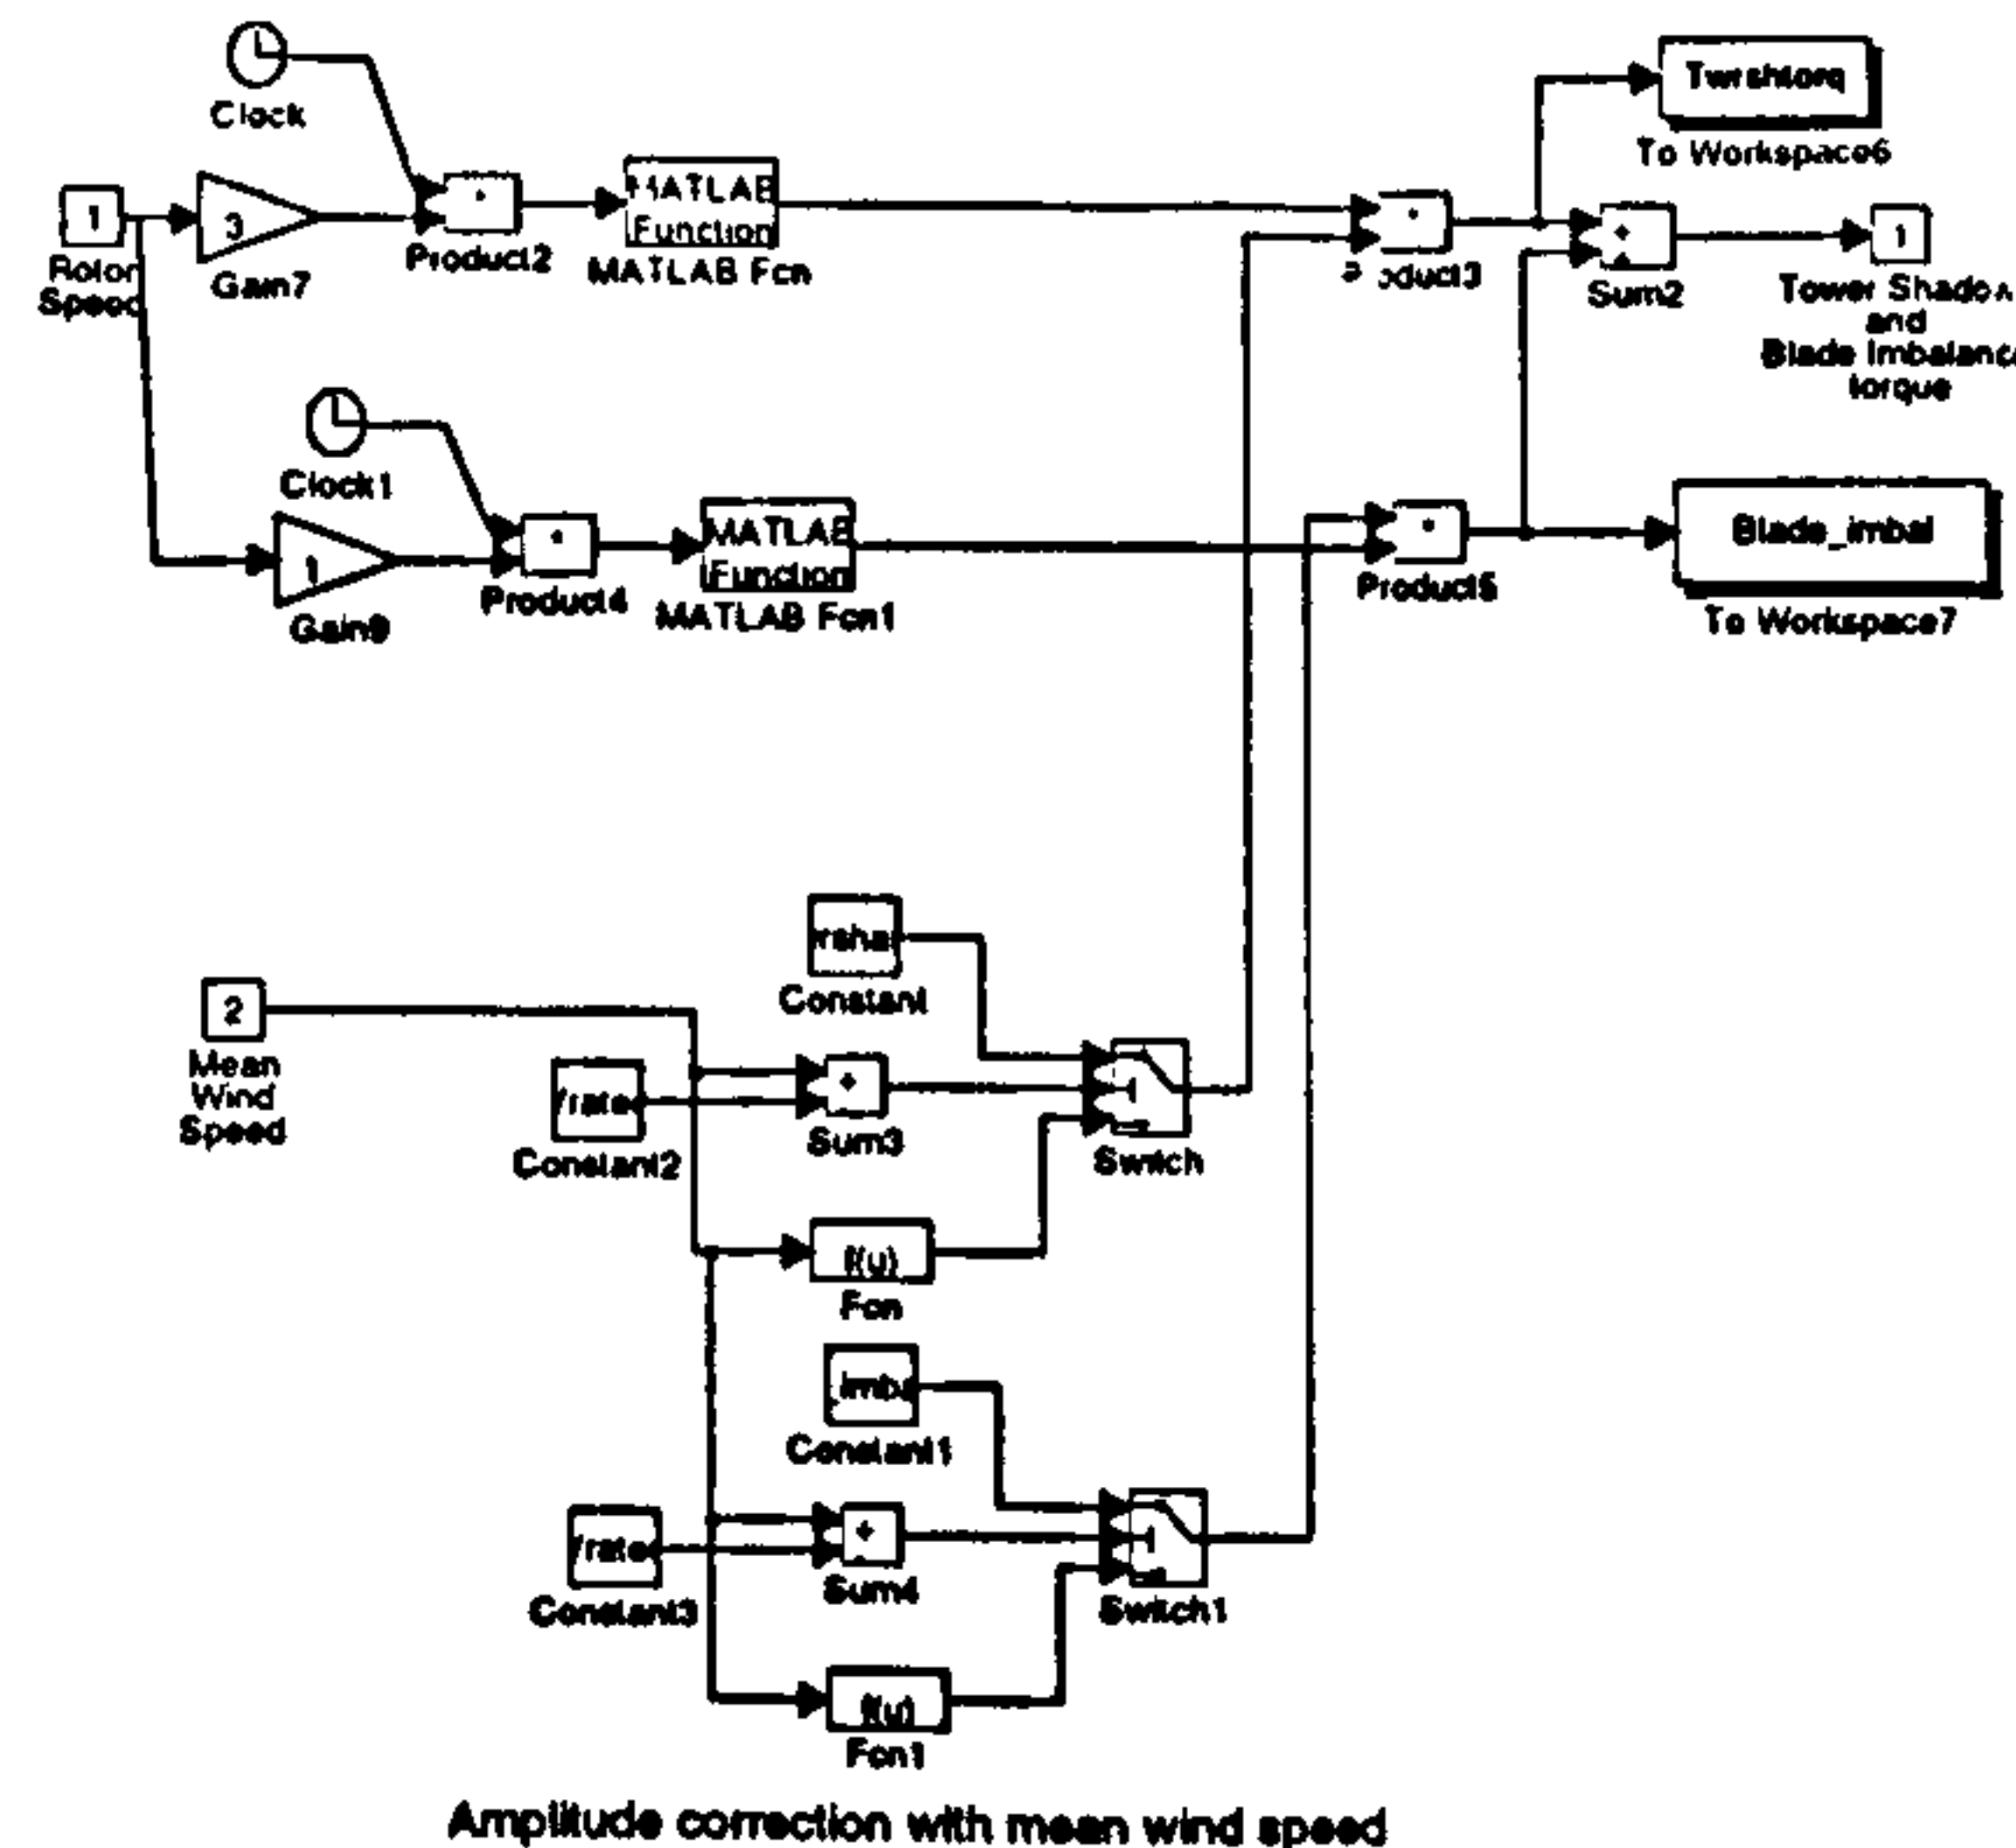 Clock
Twrshtorq
To Workspace6
1
Rotor
Speed
3
Gain7
Product2
MATLAB
Function
MATLAB Fcn
Sum2
1
Tower Shadow
and
Blade Imbalance
torque
Clock1
1
Product4
MATLAB
Function
MATLAB Fcn1
Product5
Blade_imbal
To Workspace7
Constant
2
Mean
Wind
Speed
Constant2
Sum3
Switch
f(u)
Fcn
Constant1
Constant3
Sum4
Switch1
f(u)
Fcn1
Amplitude correction with mean wind speed